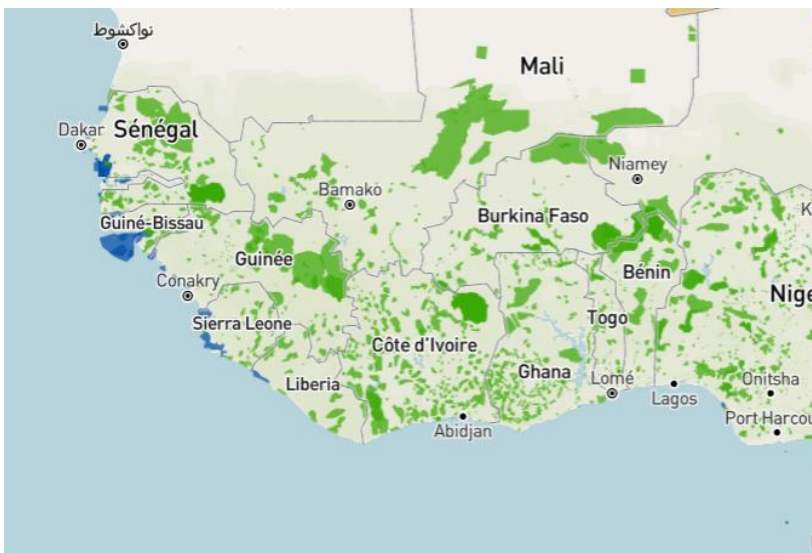 نواكشوط
Mali
Dakar
Sénégal
Niamey
Bamako
Guiné-Bissau
Burkina Faso
Guinée
Bénin
Conakry
Nige
Sierra Leone
Togo
Côte d'Ivoire
Ghana
Liberia
Lomé
Onitsha
Lagos
Port Harcou
Abidjan